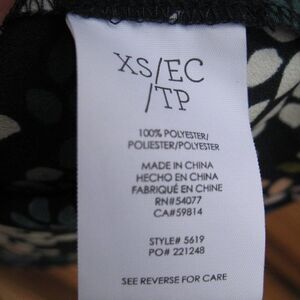 XS/EC
/TP
100% POLYESTER/
POLIESTER/POLYESTER
MADE IN CHINA
HECHO EN CHINA
FABRIQUÉ EN CHINE
RN#54077
CA#59814
STYLE# 5619
PO# 221248
SEE REVERSE FOR CARE